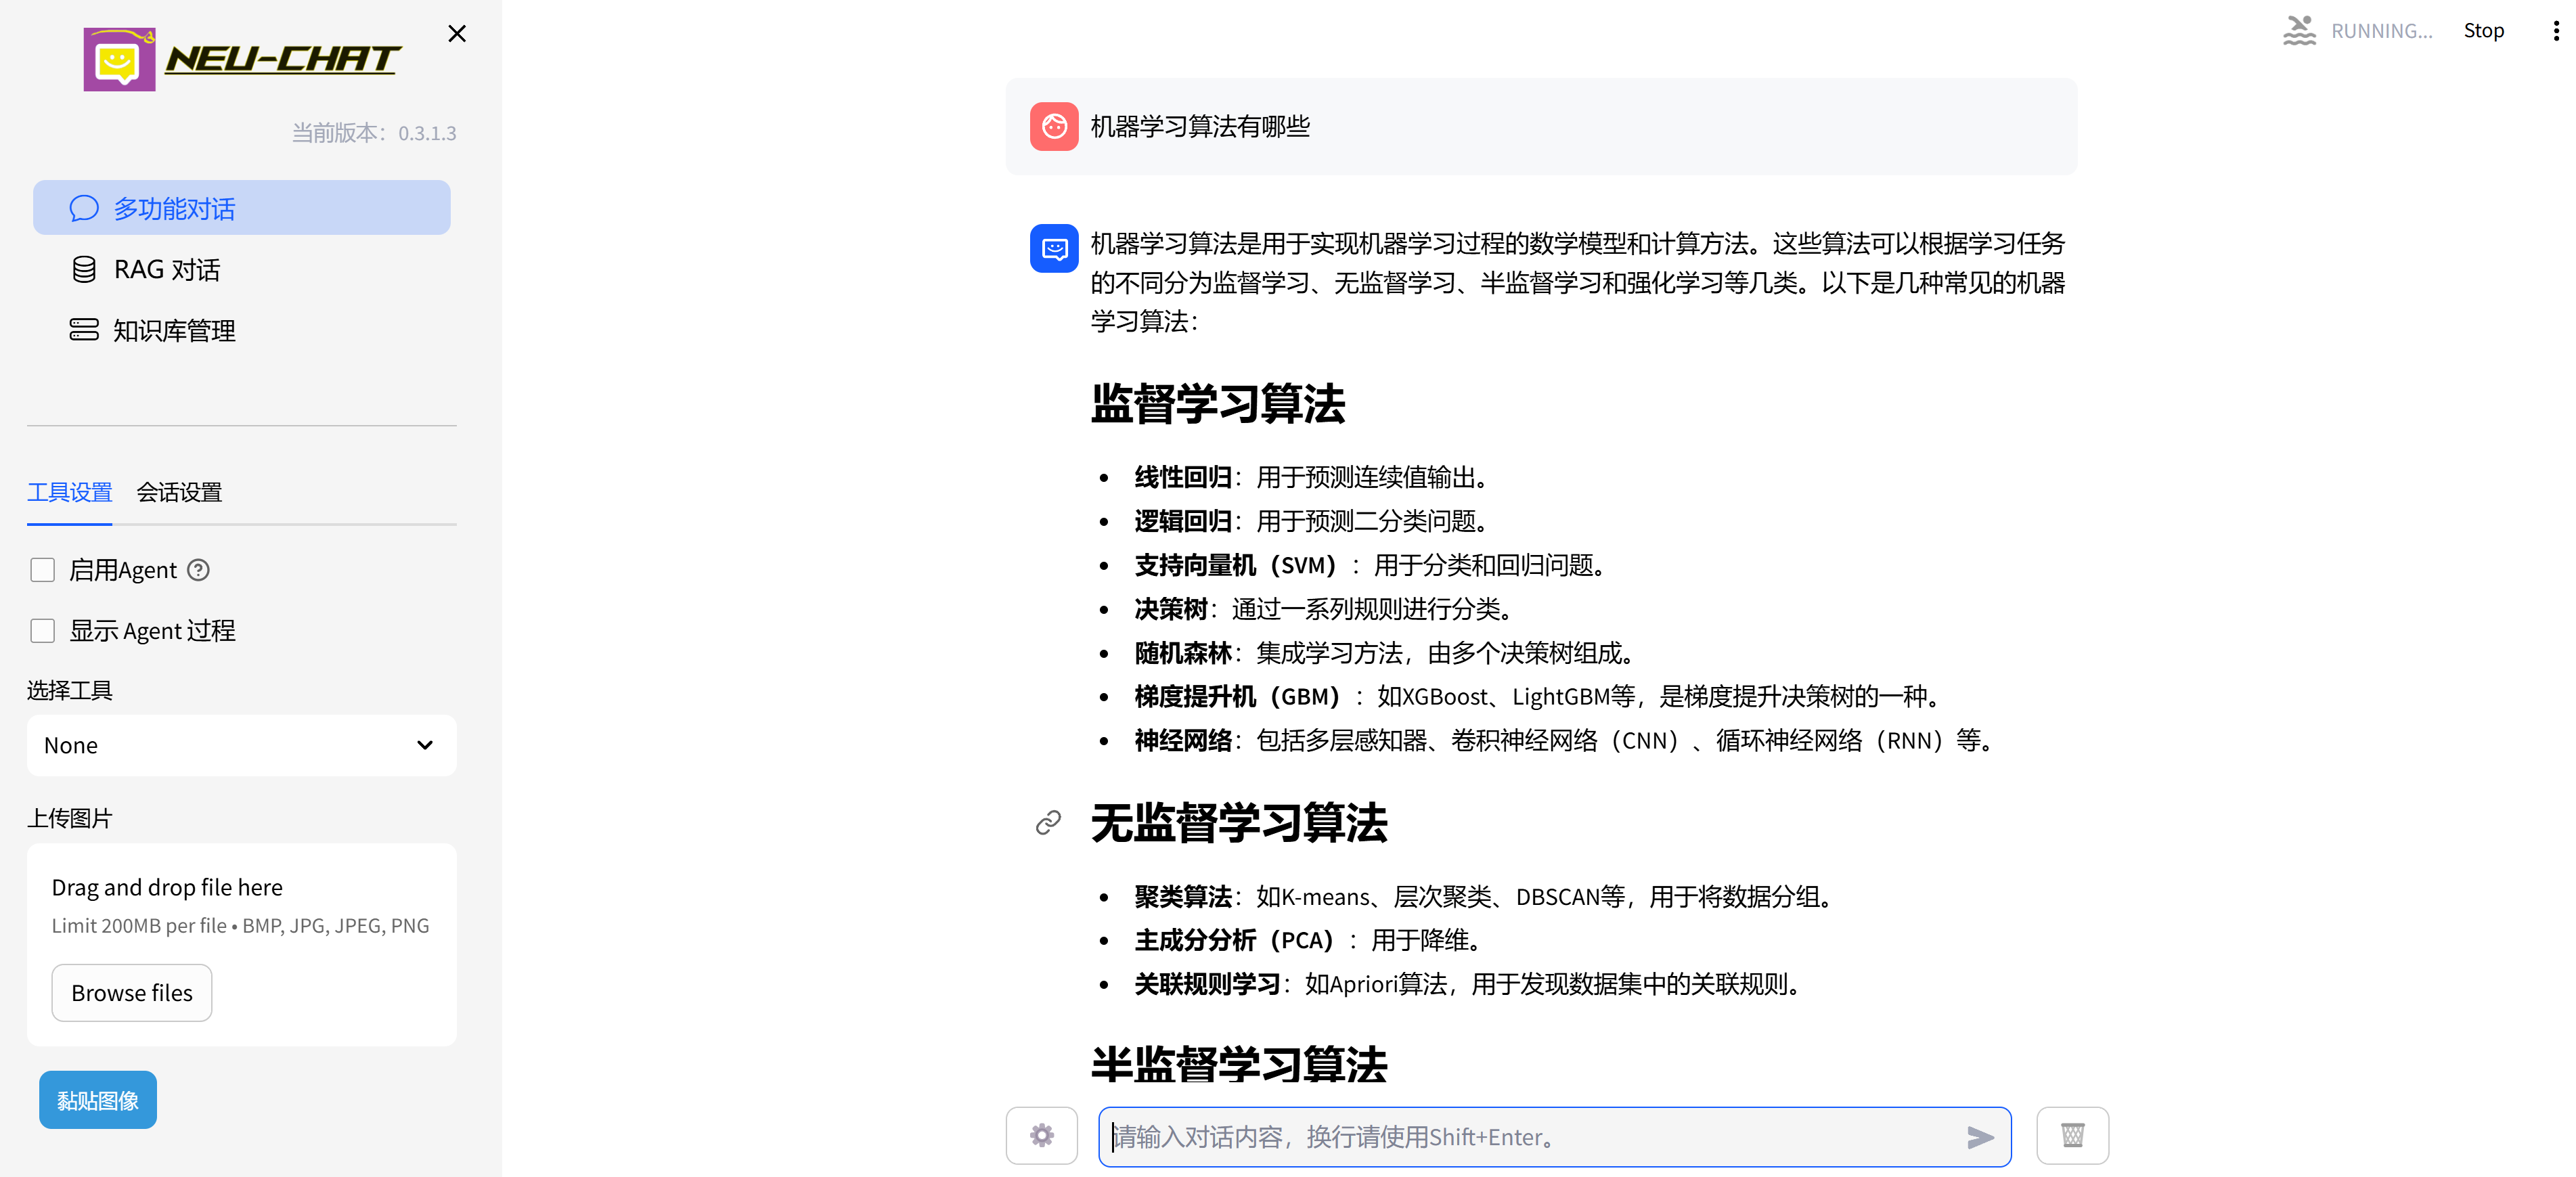 NEU-CHAT
当前版本：0.3.1.3
多功能对话
RAG 对话
知识库管理
工具设置
会话设置
启用Agent
显示 Agent 过程
选择工具
None
上传图片
Drag and drop file here
Limit 200MB per file • BMP, JPG, JPEG, PNG
Browse files
黏贴图像
RUNNING...
Stop
机器学习算法有哪些
机器学习算法是用于实现机器学习过程的数学模型和计算方法。这些算法可以根据学习任务
的不同分为监督学习、无监督学习、半监督学习和强化学习等几类。以下是几种常见的机器
学习算法：
监督学习算法
• 线性回归：用于预测连续值输出。
• 逻辑回归：用于预测二分类问题。
• 支持向量机（SVM）：用于分类和回归问题。
• 决策树：通过一系列规则进行分类。
• 随机森林：集成学习方法，由多个决策树组成。
• 梯度提升机（GBM）：如XGBoost、LightGBM等，是梯度提升决策树的一种。
• 神经网络：包括多层感知器、卷积神经网络（CNN）、循环神经网络（RNN）等。
无监督学习算法
• 聚类算法：如K-means、层次聚类、DBSCAN等，用于将数据分组。
• 主成分分析（PCA）：用于降维。
• 关联规则学习：如Apriori算法，用于发现数据集中的关联规则。
半监督学习算法
请输入对话内容，换行请使用Shift+Enter。